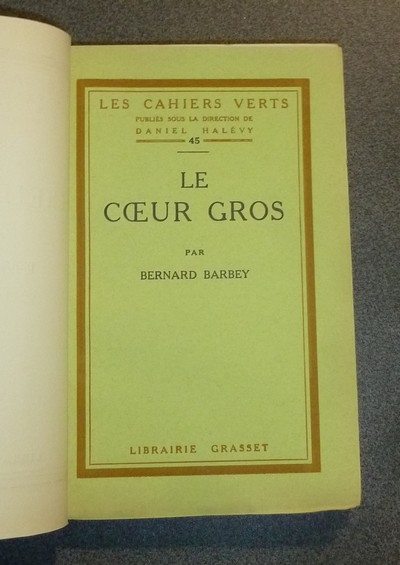 LES CAHIERS VERTS
PUBLIÉS SOUS LA DIRECTION DE
DANIEL HALÉVY
45
LE
CŒUR GROS
PAR
BERNARD BARBEY
LIBRAIRIE GRASSET